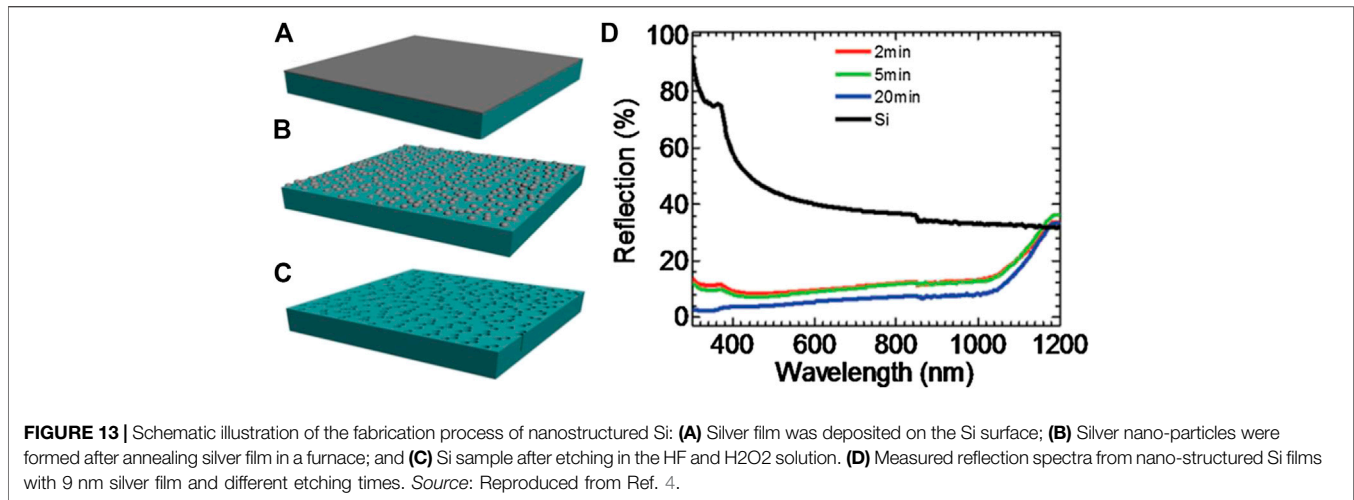 A
B
C
D
100
80
60
40
20
0
Reflection (%)
2min
5min
20min
Si
400 600 800 1000 1200
Wavelength (nm)
FIGURE 13 | Schematic illustration of the fabrication process of nanostructured Si: (A) Silver film was deposited on the Si surface; (B) Silver nano-particles were
formed after annealing silver film in a furnace; and (C) Si sample after etching in the HF and H2O2 solution. (D) Measured reflection spectra from nano-structured Si films
with 9 nm silver film and different etching times. Source: Reproduced from Ref. 4.